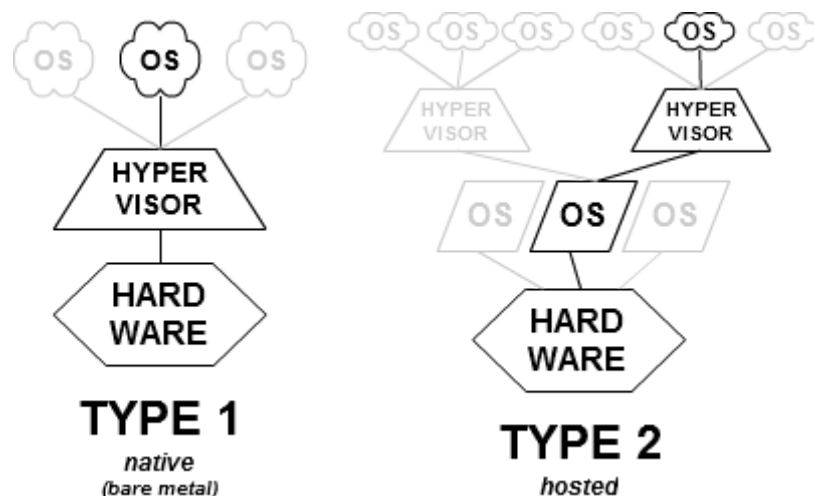 OS OS OS
HYPER
VISOR
HARD
WARE
TYPE 1
native
(bare metal)
OS OS OS OS OS OS
HYPER
VISOR
HYPER
VISOR
OS OS OS
HARD
WARE
TYPE 2
hosted